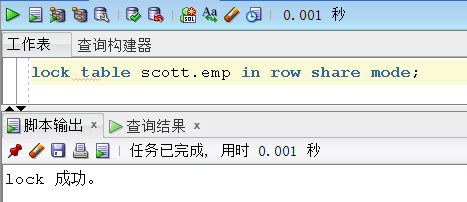 SQL Aa 0.001 秒
工作表 查询构建器
lock table scott.emp in row share mode;
脚本输出 x 查询结果 x
任务已完成, 用时 0.001 秒
lock 成功。